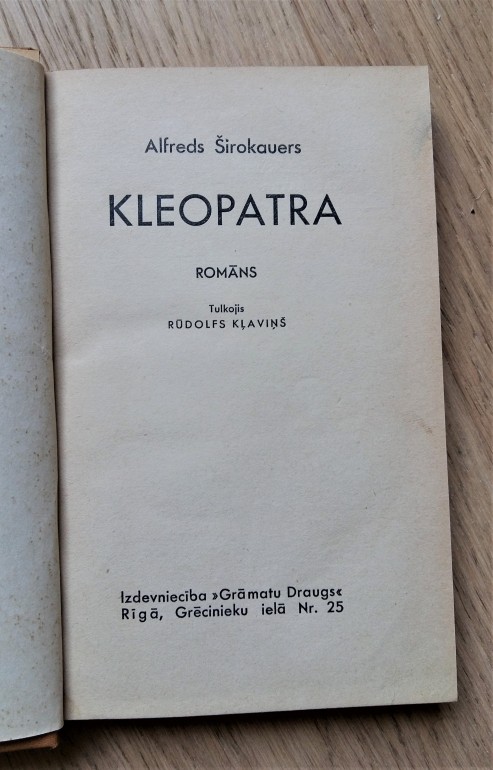 Alfreds Širokauers
KLEOPATRA
ROMĀNS
Tulkojis
RŪDOLFS KĻAVIŅŠ
Izdevniecība »Grāmatu Draugs«
Rīgā, Grēcinieku ielā Nr. 25